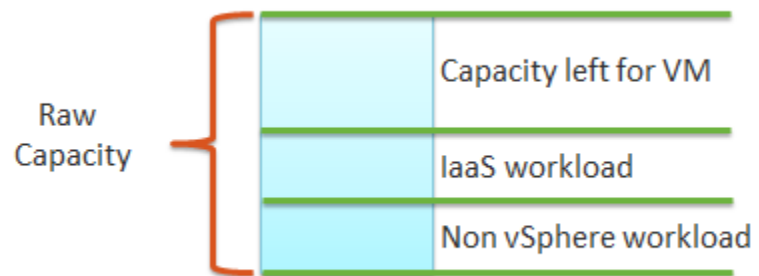 Raw
Capacity
Capacity left for VM
IaaS workload
Non vSphere workload